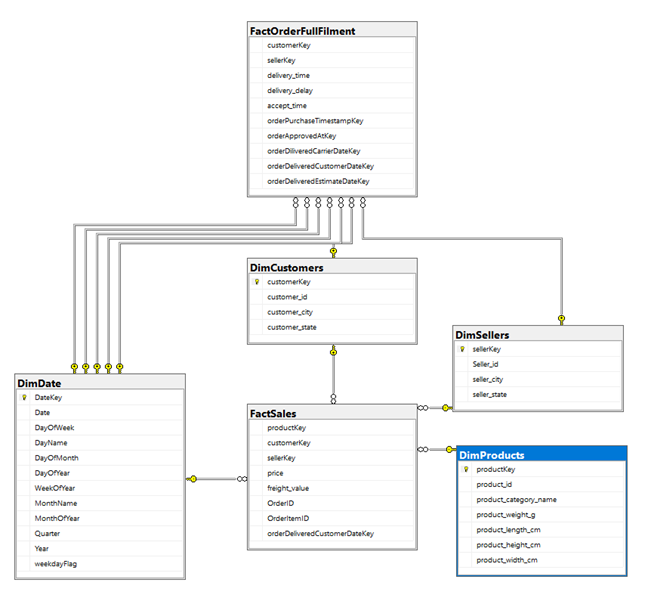 FactOrderFullFilment
customerKey
sellerKey
delivery_time
delivery_delay
accept_time
orderPurchaseTimestampKey
orderApprovedAtKey
orderDiliveredCarrierDateKey
orderDeliveredCustomerDateKey
orderDeliveredEstimateDateKey
DimCustomers
customerKey
customer_id
customer_city
customer_state
DimSellers
sellerKey
Seller_id
seller_city
seller_state
DimDate
DateKey
Date
DayOfWeek
DayName
DayOfMonth
DayOfYear
WeekOfYear
MonthName
MonthOfYear
Quarter
Year
weekdayFlag
FactSales
productKey
customerKey
sellerKey
price
freight_value
OrderID
OrderItemID
orderDeliveredCustomerDateKey
DimProducts
productKey
product_id
product_category_name
product_weight_g
product_length_cm
product_height_cm
product_width_cm